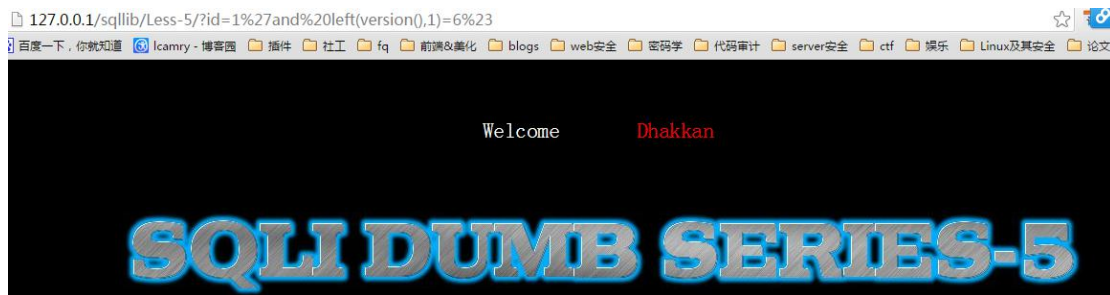 127.0.0.1/sqllib/Less-5/?id=1%27and%20left(version(),1)=6%23
百度一下，你就知道 lcamry - 博客园 插件 社工 fq 前端&美化 blogs web安全 密码学 代码审计 server安全 ctf 娱乐 Linux及其安全 论文
Welcome Dhakkan
SQLI DUMB SERIES-5